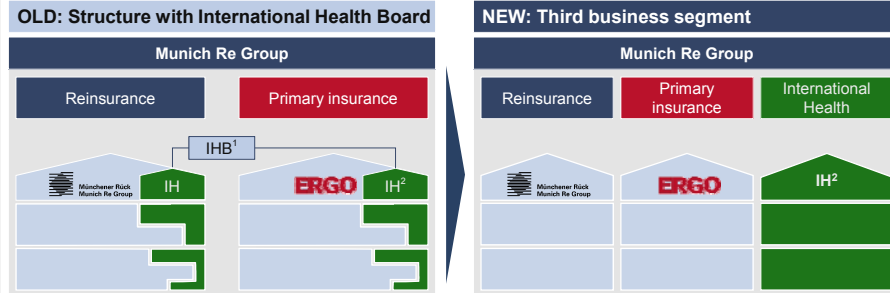 OLD: Structure with International Health Board
Munich Re Group
Reinsurance
Primary insurance
IHB1
Münchener Rück
Munich Re Group
IH
ERGO
IH2
NEW: Third business segment
Munich Re Group
Reinsurance
Primary
insurance
International
Health
Münchener Rück
Munich Re Group
ERGO
IH2